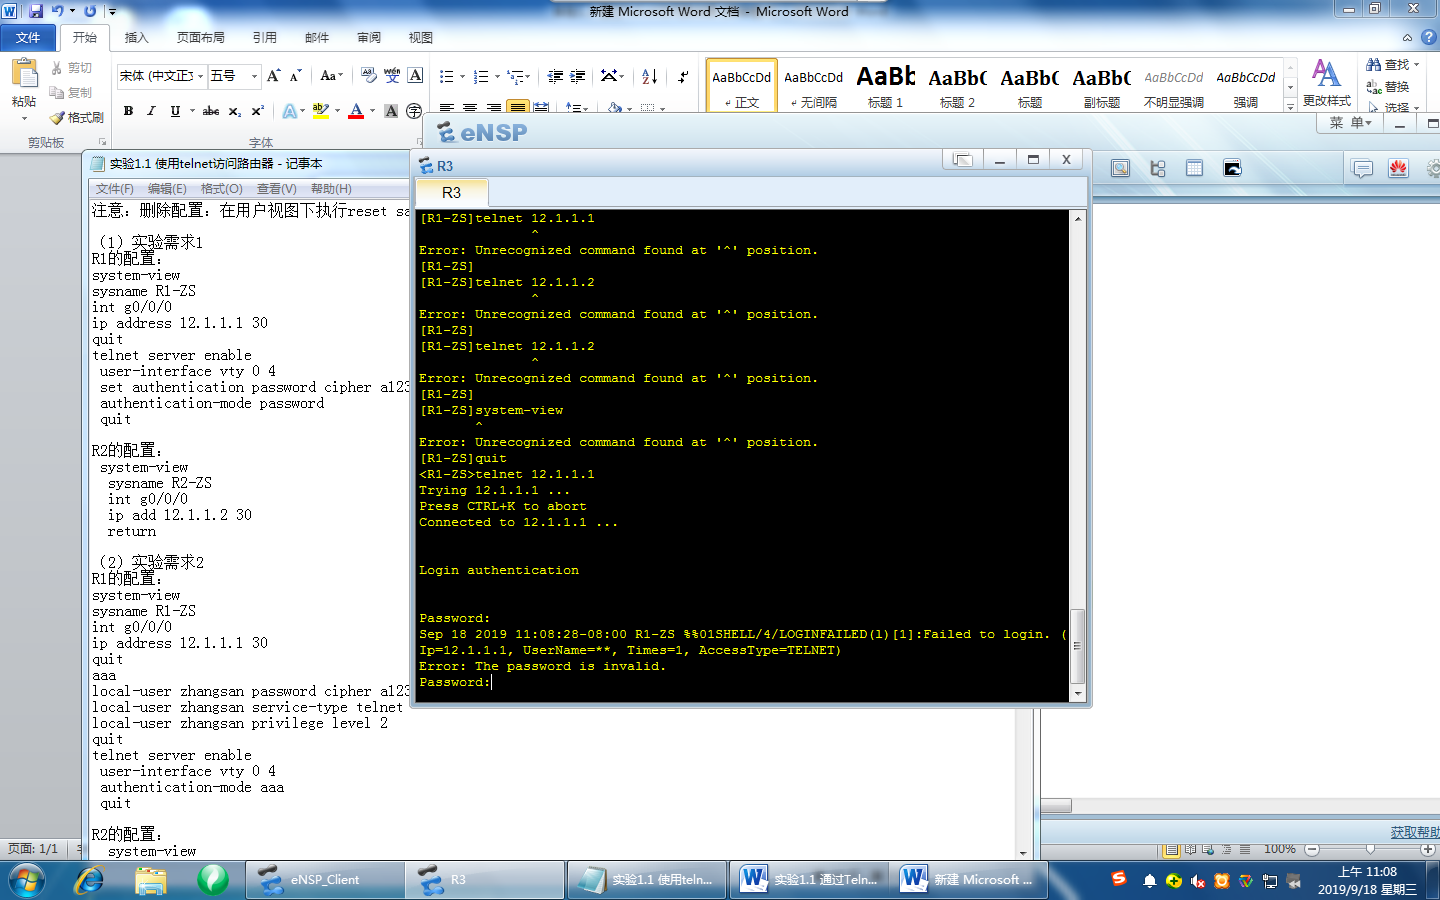 新建 Microsoft Word 文档 - Microsoft Word
文件 开始 插入 页面布局 引用 邮件 审阅 视图
粘贴 剪切 复制 格式刷 剪贴板
宋体 (中文正文 五号 字体
AaBbCcDd AaBbCcDd AaBb AaBbC AaBbC AaBbC AaBbCcDd AaBbCcDd
正文 无间隔 标题 1 标题 2 标题 副标题 不明显强调 强调 更改样式
查找
替换
选择
eNSP
菜 单
实验1.1 使用telnet访问路由器 - 记事本
文件(F) 编辑(E) 格式(O) 查看(V) 帮助(H)
注意：删除配置：在用户视图下执行reset sa
（1）实验需求1
R1的配置：
system-view
sysname R1-ZS
int g0/0/0
ip address 12.1.1.1 30
quit
telnet server enable
user-interface vty 0 4
set authentication password cipher a123
authentication-mode password
quit
R2的配置：
system-view
sysname R2-ZS
int g0/0/0
ip add 12.1.1.2 30
return
（2）实验需求2
R1的配置：
system-view
sysname R1-ZS
int g0/0/0
ip address 12.1.1.1 30
quit
aaa
local-user zhangsan password cipher a123
local-user zhangsan service-type telnet
local-user zhangsan privilege level 2
quit
telnet server enable
user-interface vty 0 4
authentication-mode aaa
quit
R2的配置：
system-view
R3
R3
[R1-ZS]telnet 12.1.1.1
^
Error: Unrecognized command found at '^' position.
[R1-ZS]
[R1-ZS]telnet 12.1.1.2
^
Error: Unrecognized command found at '^' position.
[R1-ZS]
[R1-ZS]telnet 12.1.1.2
^
Error: Unrecognized command found at '^' position.
[R1-ZS]
[R1-ZS]system-view
^
Error: Unrecognized command found at '^' position.
[R1-ZS]quit
<R1-ZS>telnet 12.1.1.1
Trying 12.1.1.1 ...
Press CTRL+K to abort
Connected to 12.1.1.1 ...
Login authentication
Password:
Sep 18 2019 11:08:28-08:00 R1-ZS %%01SHELL/4/LOGINFAILED(l)[1]:Failed to login. (
Ip=12.1.1.1, UserName=**, Times=1, AccessType=TELNET)
Error: The password is invalid.
Password:
获取帮助
页面: 1/1
100%
eNSP_Client R3 实验1.1 使用teln... 实验1.1 通过Teln... 新建 Microsoft ...
上午 11:08
2019/9/18 星期三